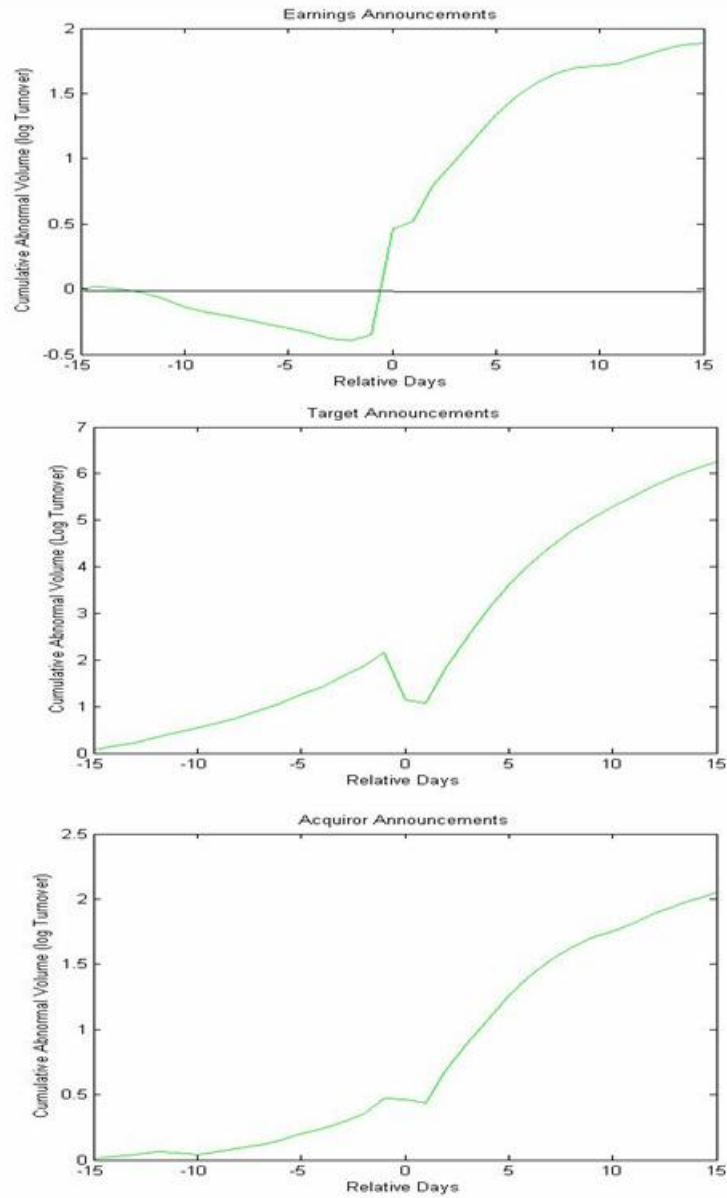 Earnings Announcements
2
1.5
1
0.5
0
-0.5
Cumulative Abnormal Volume (log Turnover)
-15 -10 -5 0 5 10 15
Relative Days
Target Announcements
7
6
5
4
3
2
1
0
Cumulative Abnormal Volume (Log Turnover)
-15 -10 -5 0 5 10 15
Relative Days
Acquiror Announcements
2.5
2
1.5
1
0.5
0
Cumulative Abnormal Volume (log Turnover)
-15 -10 -5 0 5 10 15
Relative Days